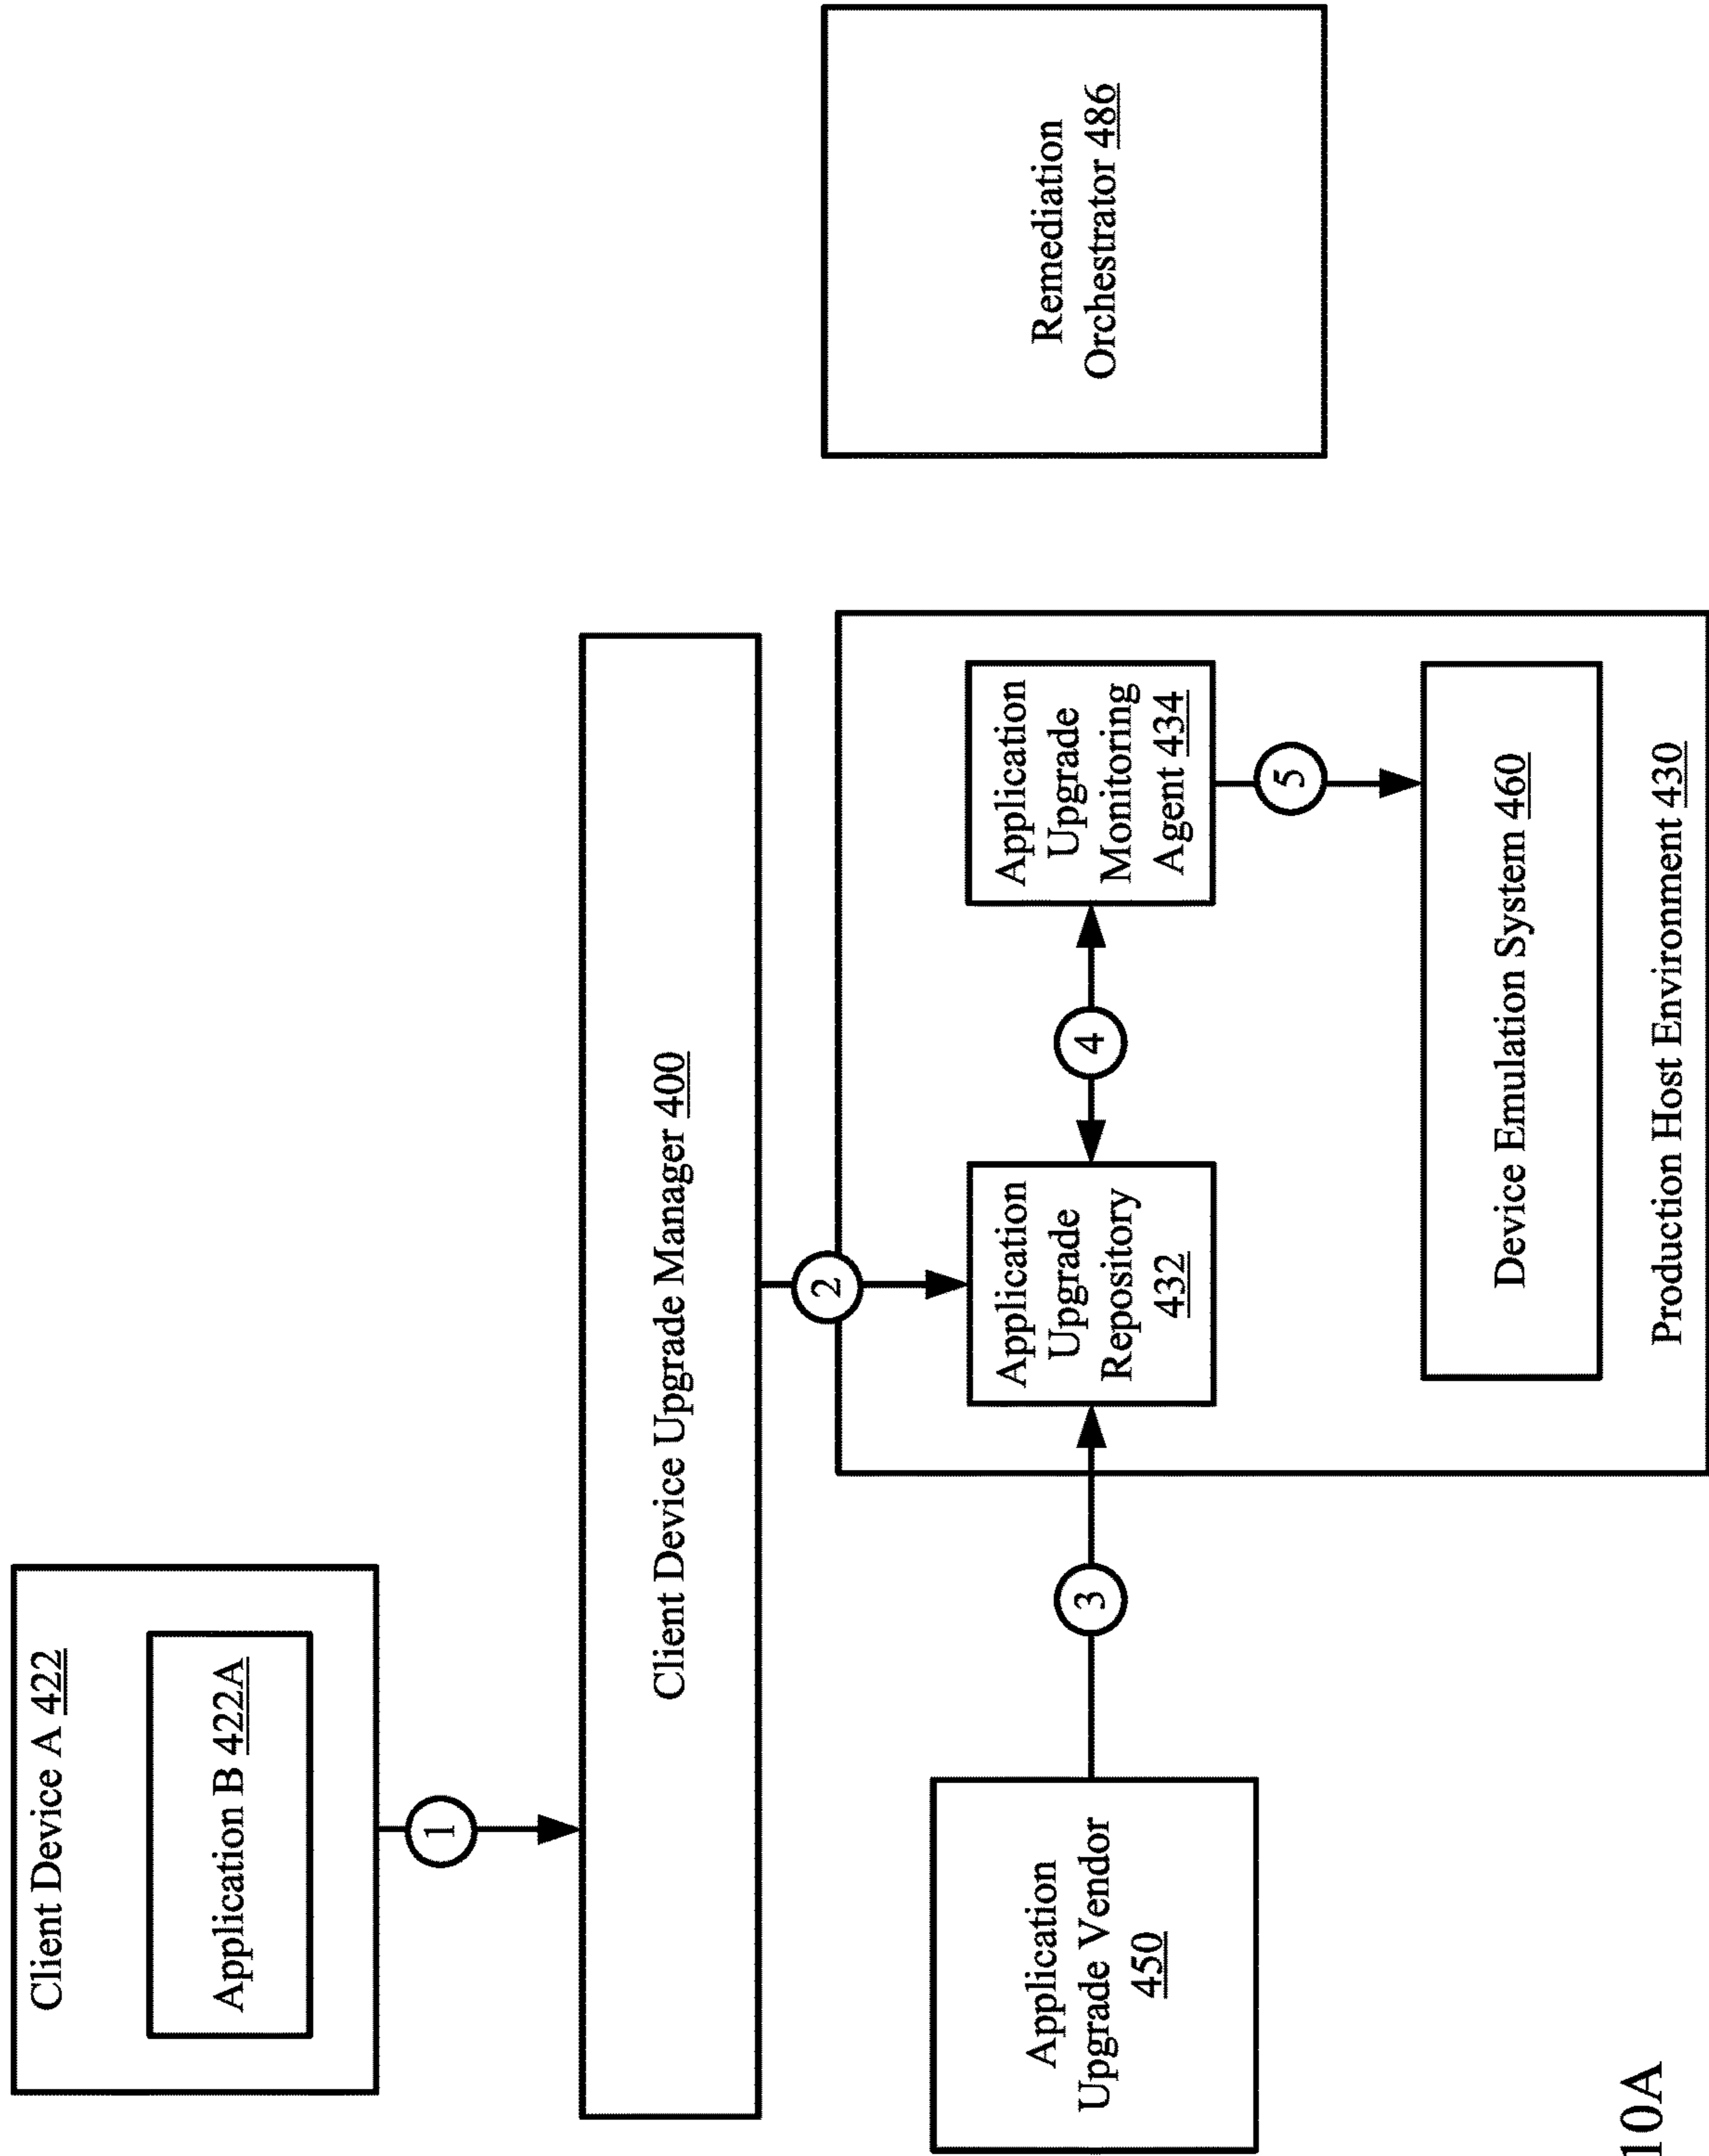 Client Device A 422
Application B 422A
1
Client Device Upgrade Manager 400
2
Application
Upgrade Vendor
450
3
Application
Upgrade
Repository
432
4
Application
Upgrade
Monitoring
Agent 434
5
Device Emulation System 460
Production Host Environment 430
Remediation
Orchestrator 486
10A